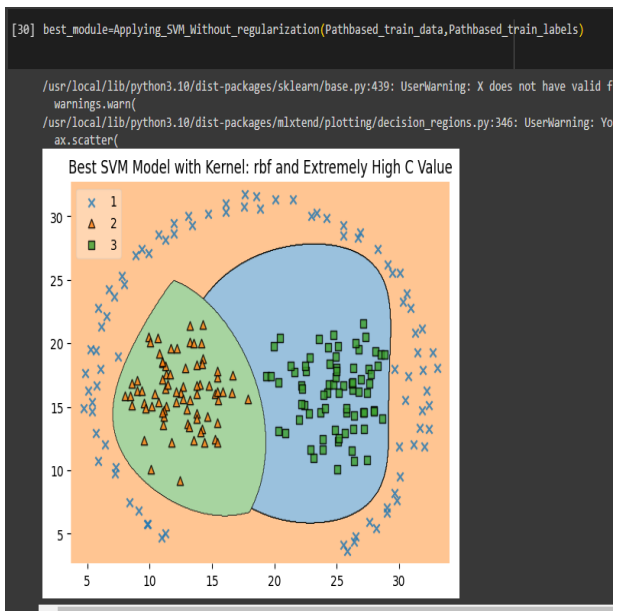 [30] best_module=Applying_SVM_Without_regularization(Pathbased_train_data,Pathbased_train_labels)
/usr/local/lib/python3.10/dist-packages/sklearn/base.py:439: UserWarning: X does not have valid f
warnings.warn(
/usr/local/lib/python3.10/dist-packages/mlxtend/plotting/decision_regions.py:346: UserWarning: Yo
ax.scatter(
Best SVM Model with Kernel: rbf and Extremely High C Value
1
2
3
30
25
20
15
10
5
5 10 15 20 25 30